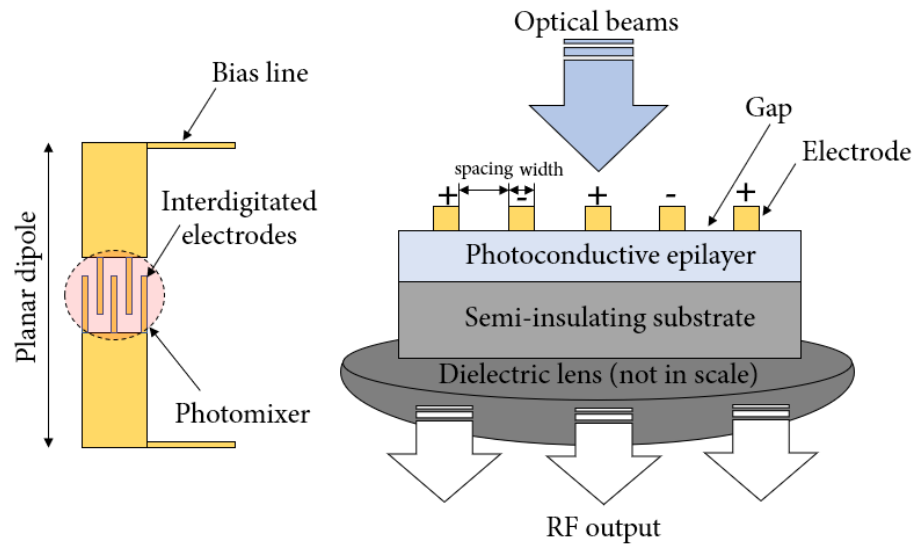 Optical beams
Bias line
Gap
Electrode
spacing width
+ - + - +
Interdigitated
electrodes
Planar dipole
Photoconductive epilayer
Semi-insulating substrate
Dielectric lens (not in scale)
Photomixer
RF output